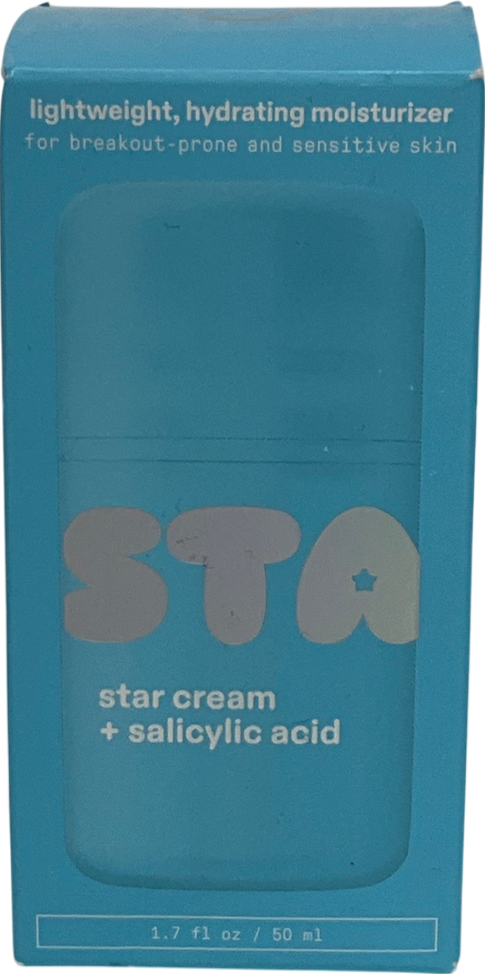 lightweight, hydrating moisturizer
for breakout-prone and sensitive skin
STA
star cream
+ salicylic acid
1.7 fl oz / 50 ml